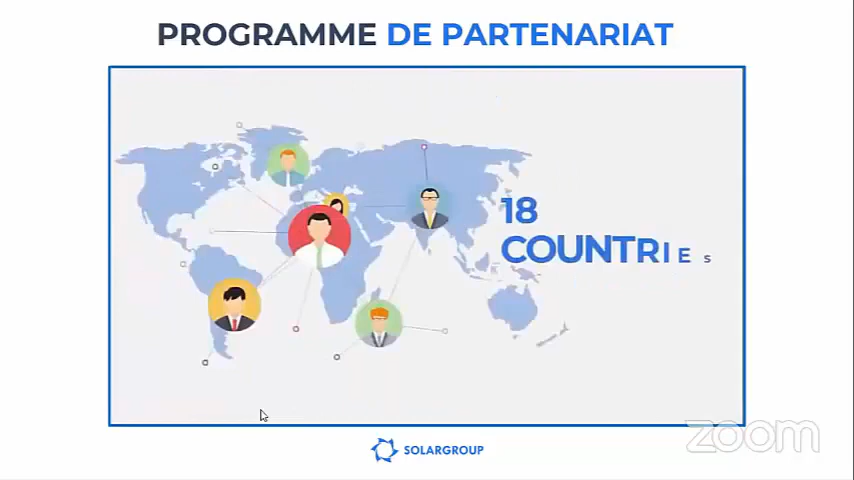 PROGRAMME DE PARTENARIAT
18
COUNTRIES
SOLARGROUP
zoom